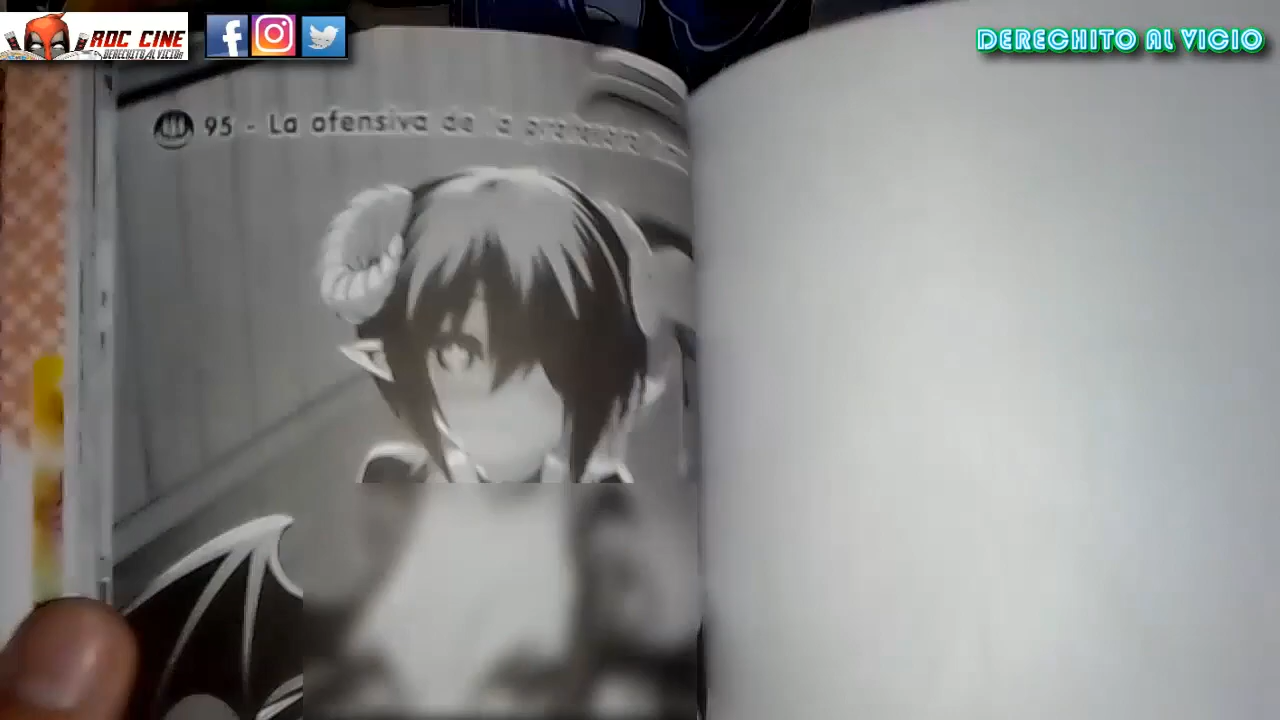 ROC CINE
DERECHITO AL VICIO
DERECHITO AL VICIO
95 - La ofensiva de la